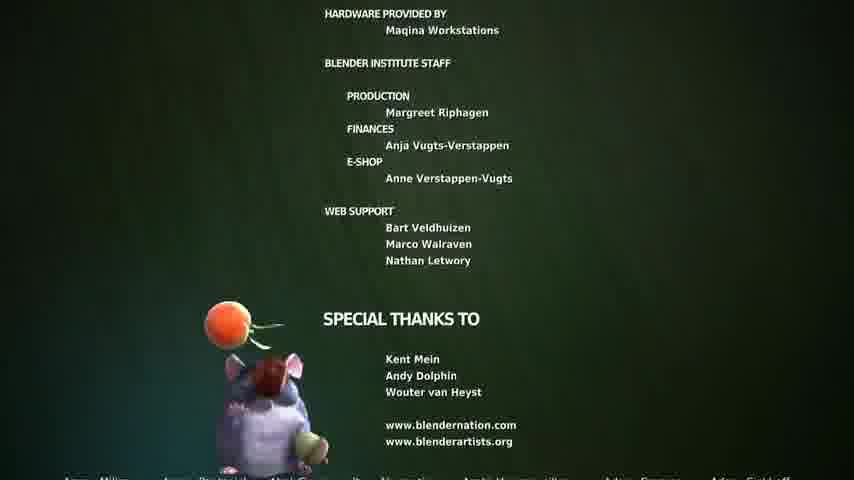 HARDWARE PROVIDED BY
Maqina Workstations
BLENDER INSTITUTE STAFF
PRODUCTION
Margreet Riphagen
FINANCES
Anja Vugts-Verstappen
E-SHOP
Anne Verstappen-Vugts
WEB SUPPORT
Bart Veldhuizen
Marco Walraven
Nathan Letwory
SPECIAL THANKS TO
Kent Mein
Andy Dolphin
Wouter van Heyst
www.blendernation.com
www.blenderartists.org